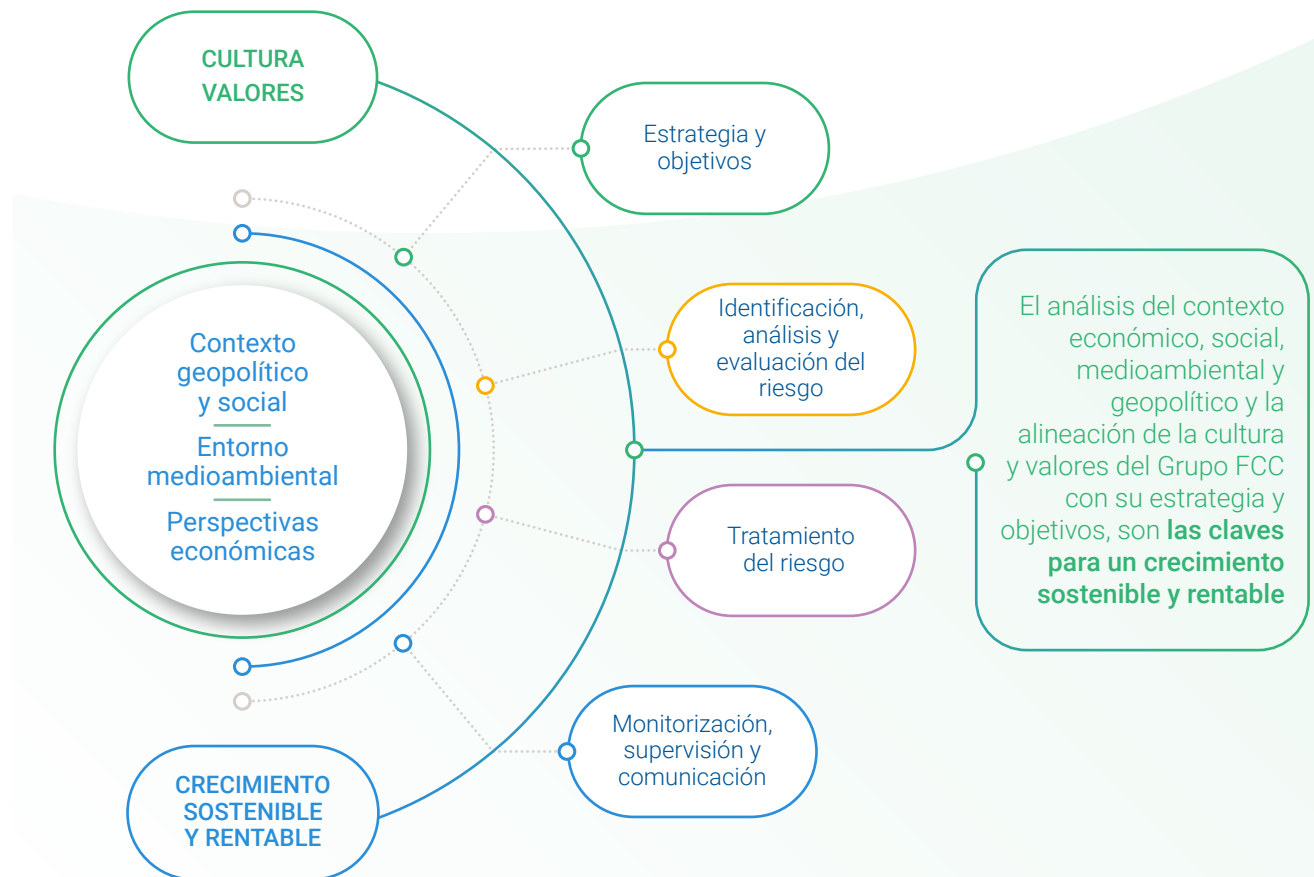 CULTURA
VALORES
Estrategia y
objetivos
Identificación,
análisis y
evaluación del
riesgo
Contexto
geopolítico
y social
Entorno
medioambiental
Perspectivas
económicas
El análisis del contexto
económico, social,
medioambiental y
geopolítico y la
alineación de la cultura
y valores del Grupo FCC
con su estrategia y
objetivos, son las claves
para un crecimiento
sostenible y rentable
Tratamiento
del riesgo
Monitorización,
supervisión y
comunicación
CRECIMIENTO
SOSTENIBLE
Y RENTABLE